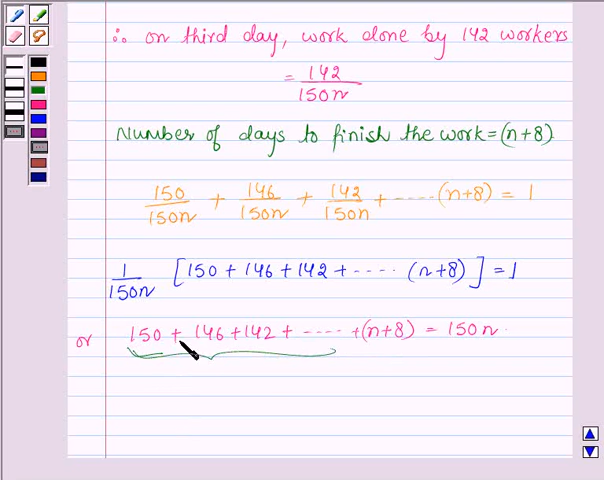 ∴ on third day, work done by 142 workers
= 142/150n
Number of days to finish the work = (n+8)
150/150n + 146/150n + 142/150n + ----- (n+8) = 1
1/150n [150 + 146 + 142 + ----- (n+8)] = 1
or 150 + 146 + 142 + ----- + (n+8) = 150n.